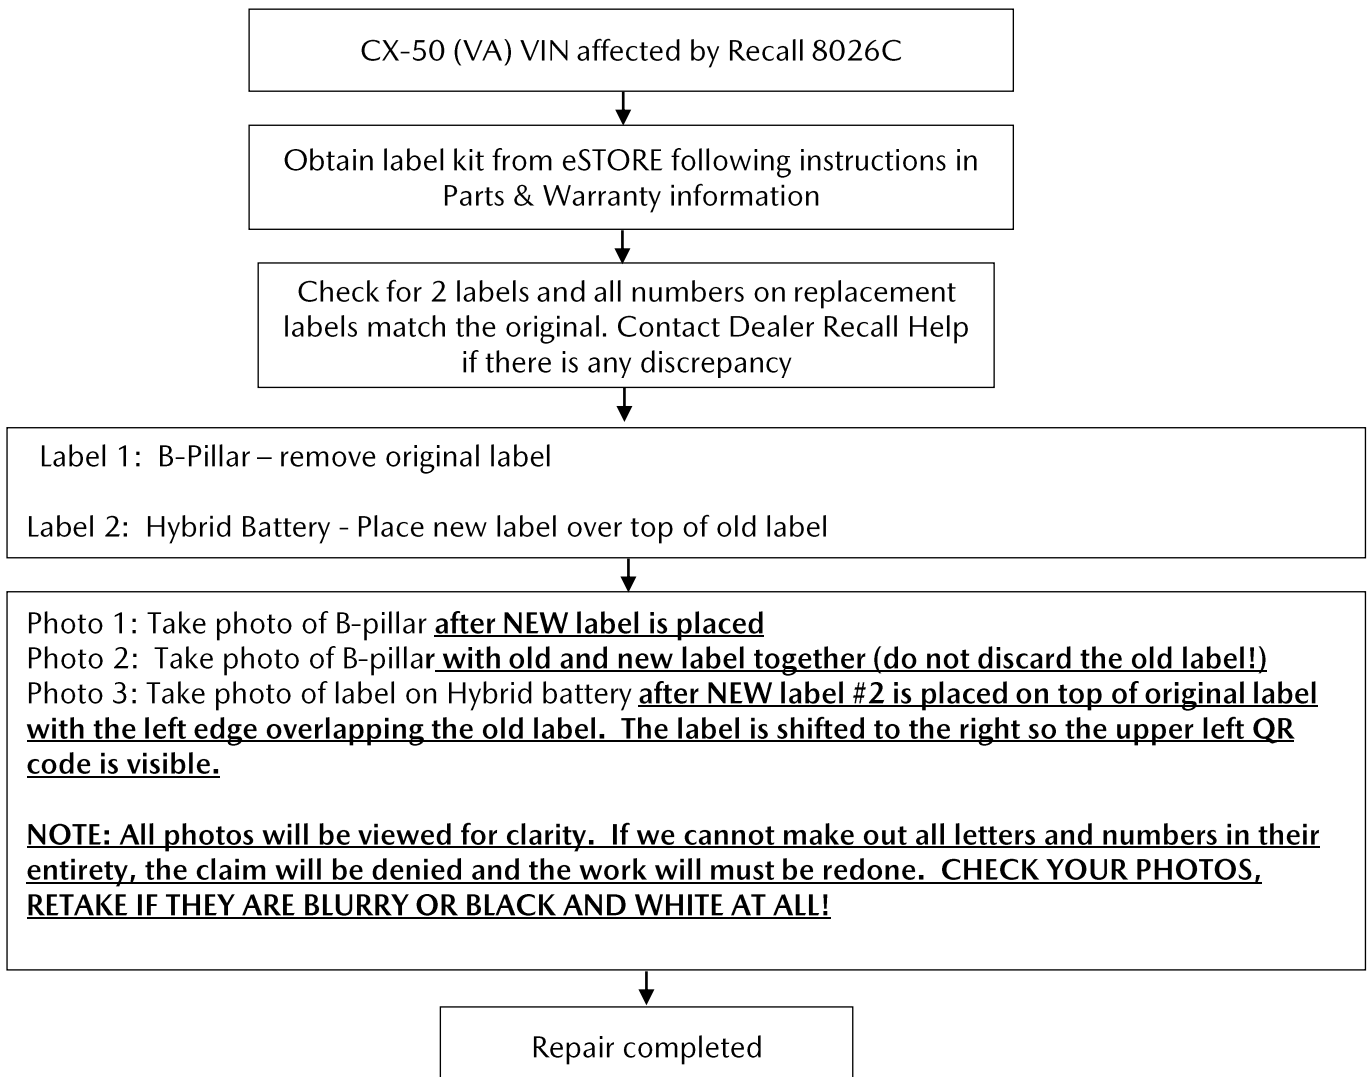 CX-50 (VA) VIN affected by Recall 8026C
Obtain label kit from eSTORE following instructions in
Parts & Warranty information
Check for 2 labels and all numbers on replacement
labels match the original. Contact Dealer Recall Help
if there is any discrepancy
Label 1:  B-Pillar – remove original label
Label 2:  Hybrid Battery - Place new label over top of old label
Photo 1: Take photo of B-pillar after NEW label is placed
Photo 2:  Take photo of B-pillar with old and new label together (do not discard the old label!)
Photo 3: Take photo of label on Hybrid battery after NEW label #2 is placed on top of original label
with the left edge overlapping the old label.  The label is shifted to the right so the upper left QR
code is visible.
NOTE: All photos will be viewed for clarity.  If we cannot make out all letters and numbers in their
entirety, the claim will be denied and the work will must be redone.  CHECK YOUR PHOTOS,
RETAKE IF THEY ARE BLURRY OR BLACK AND WHITE AT ALL!
Repair completed